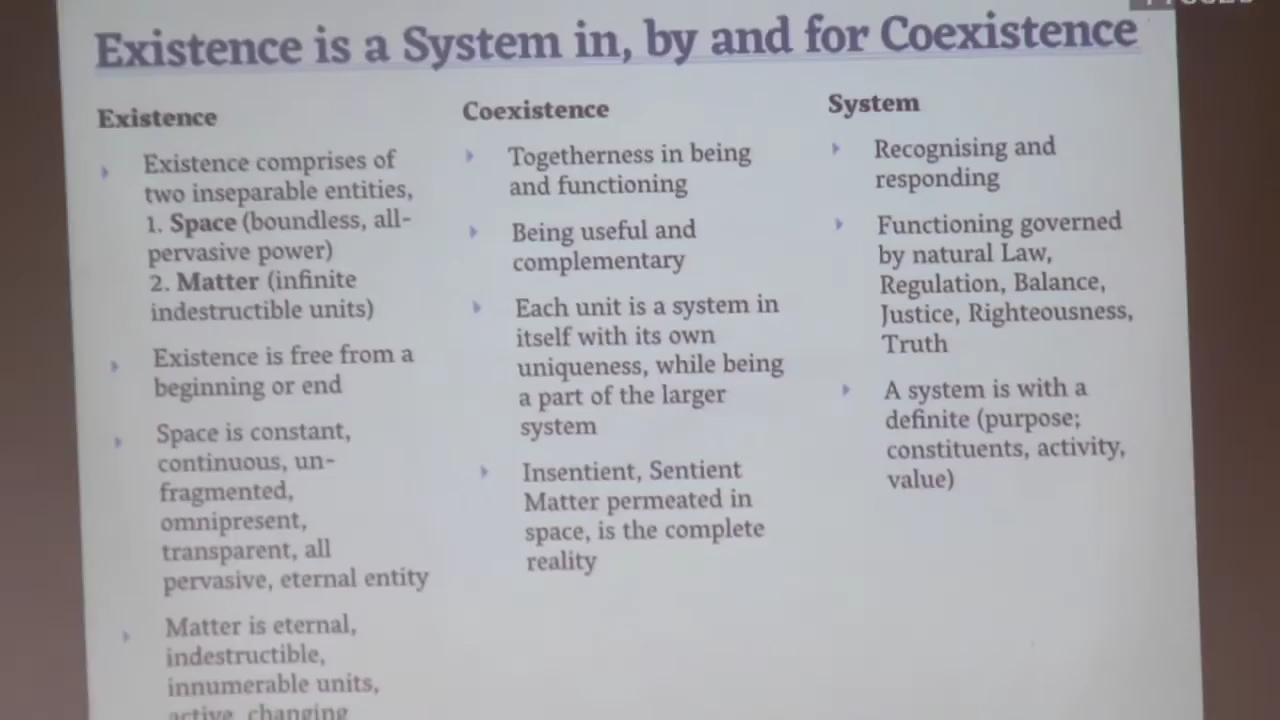 Existence is a System in, by and for Coexistence
Existence
Existence comprises of
two inseparable entities,
1. Space (boundless, all-
pervasive power)
2. Matter (infinite
indestructible units)
Existence is free from a
beginning or end
Space is constant,
continuous, un-
fragmented,
omnipresent,
transparent, all
pervasive, eternal entity
Matter is eternal,
indestructible,
innumerable units,
active, changing
Coexistence
Togetherness in being
and functioning
Being useful and
complementary
Each unit is a system in
itself with its own
uniqueness, while being
a part of the larger
system
Insentient, Sentient
Matter permeated in
space, is the complete
reality
System
Recognising and
responding
Functioning governed
by natural Law,
Regulation, Balance,
Justice, Righteousness,
Truth
A system is with a
definite (purpose;
constituents, activity,
value)